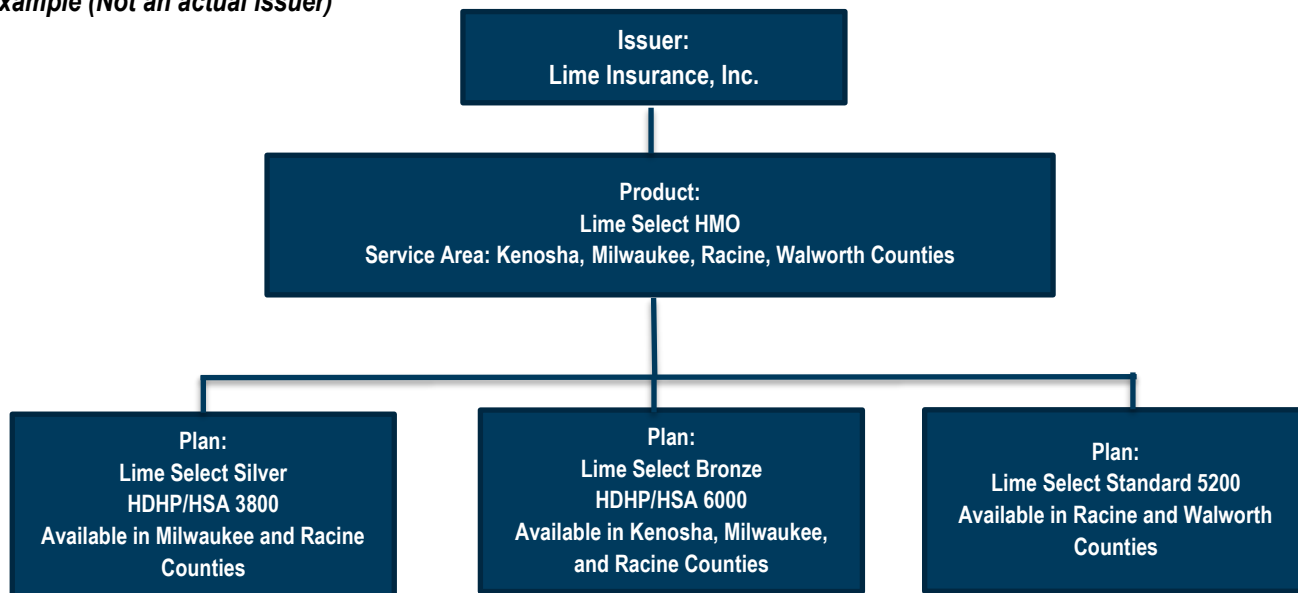 xample (Not an actual issuer)
Issuer:
Lime Insurance, Inc.
Product:
Lime Select HMO
Service Area: Kenosha, Milwaukee, Racine, Walworth Counties
Plan:
Lime Select Silver
HDHP/HSA 3800
Available in Milwaukee and Racine
Counties
Plan:
Lime Select Bronze
HDHP/HSA 6000
Available in Kenosha, Milwaukee,
and Racine Counties
Plan:
Lime Select Standard 5200
Available in Racine and Walworth
Counties